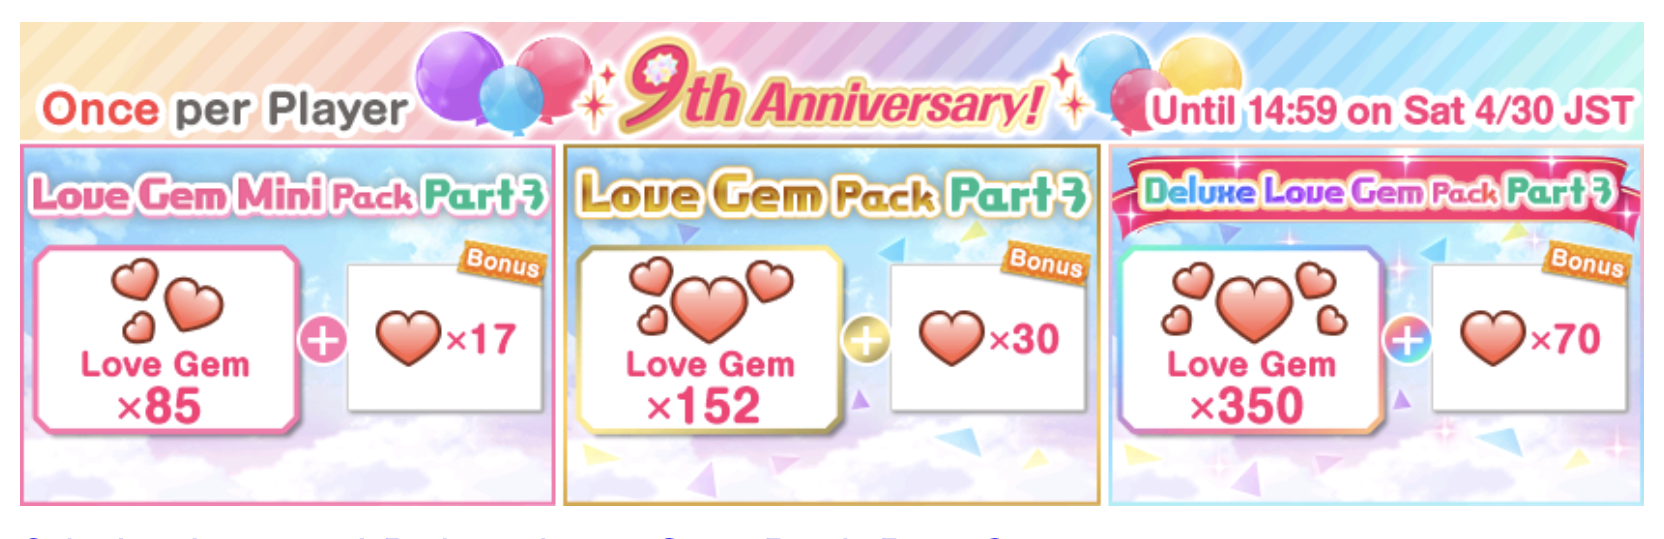 Once per Player
9th Anniversary!
Until 14:59 on Sat 4/30 JST
Love Gem Mini Pack Part 3
Bonus
Love Gem
×85
+
×17
Love Gem Pack Part 3
Bonus
Love Gem
×152
+
×30
Deluxe Love Gem Pack Part 3
Bonus
Love Gem
×350
+
×70